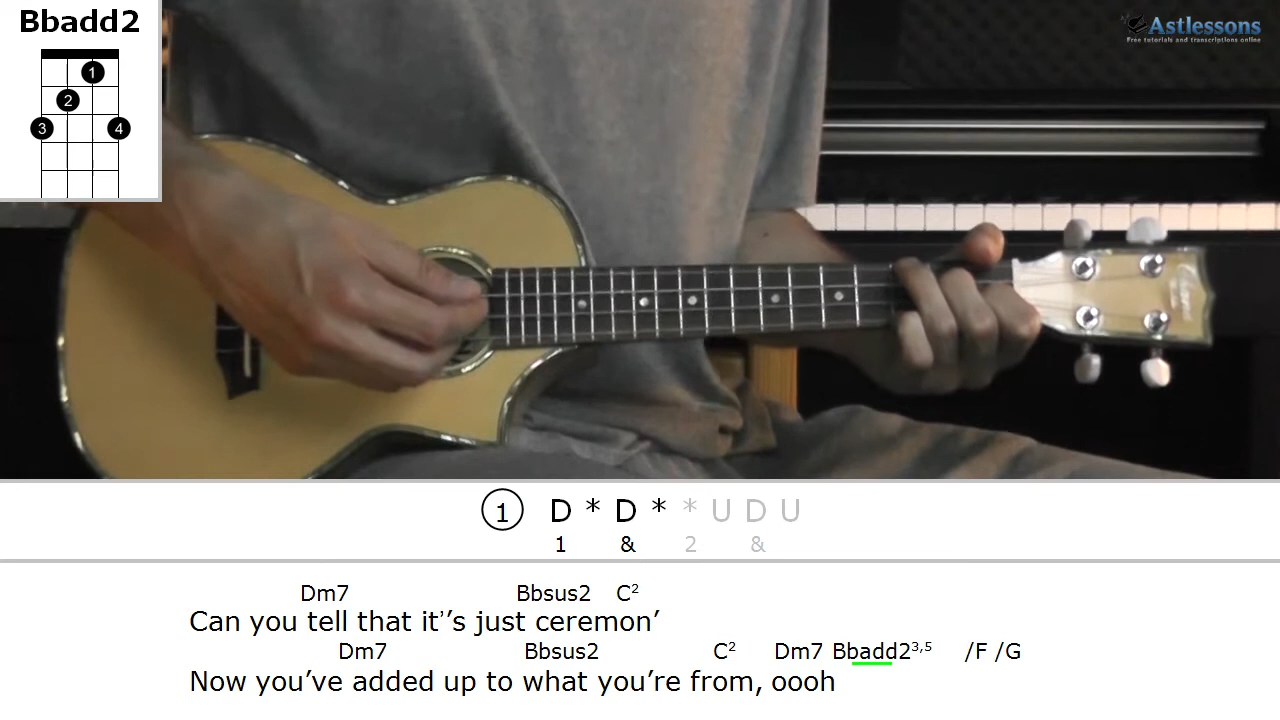 Bbadd2
1
2
3 4
Astlessons
Free tutorials and transcriptions online
1 D * D * * U D U
1 & 2 &
Dm7 Bbsus2 C²
Can you tell that it’’s just ceremon’
Dm7 Bbsus2 C² Dm7 Bbadd2³,⁵ /F /G
Now you’ve added up to what you’re from, oooh